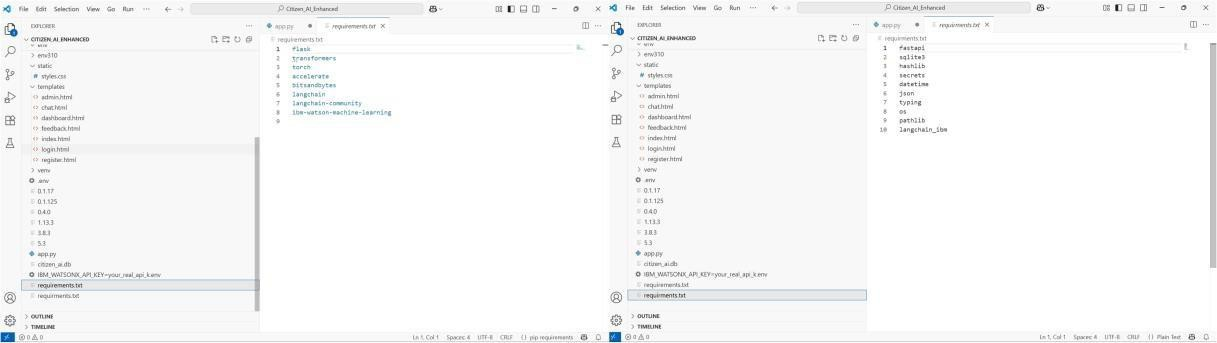 File Edit Selection View Go Run ... Citizen_AI_Enhanced
EXPLORER ...
CITIZEN_AI_ENHANCED
env
env310
static
# styles.css
templates
<> admin.html
<> chat.html
<> dashboard.html
<> feedback.html
<> index.html
<> login.html
<> register.html
venv
.env
0.1.17
0.1.125
0.4.0
1.13.3
3.8.3
5.3
app.py
citizen_ai.db
IBM_WATSONX_API_KEY=your_real_api_k.env
requirements.txt
requirments.txt
OUTLINE
TIMELINE
app.py requirements.txt
requirements.txt
1 flask
2 transformers
3 torch
4 accelerate
5 bitsandbytes
6 langchain
7 langchain-community
8 ibm-watson-machine-learning
9
0 0 Ln 1, Col 1 Spaces: 4 UTF-8 CRLF {} pip requirements
File Edit Selection View Go Run ... Citizen_AI_Enhanced
EXPLORER ...
CITIZEN_AI_ENHANCED
env
env310
static
# styles.css
templates
<> admin.html
<> chat.html
<> dashboard.html
<> feedback.html
<> index.html
<> login.html
<> register.html
venv
.env
0.1.17
0.1.125
0.4.0
1.13.3
3.8.3
5.3
app.py
citizen_ai.db
IBM_WATSONX_API_KEY=your_real_api_k.env
requirements.txt
requirments.txt
OUTLINE
TIMELINE
app.py requirments.txt
requirments.txt
1 fastapi
2 sqlite3
3 hashlib
4 secrets
5 datetime
6 json
7 typing
8 os
9 pathlib
10 langchain_ibm
0 0 Ln 1, Col 1 Spaces: 4 UTF-8 CRLF {} Plain Text